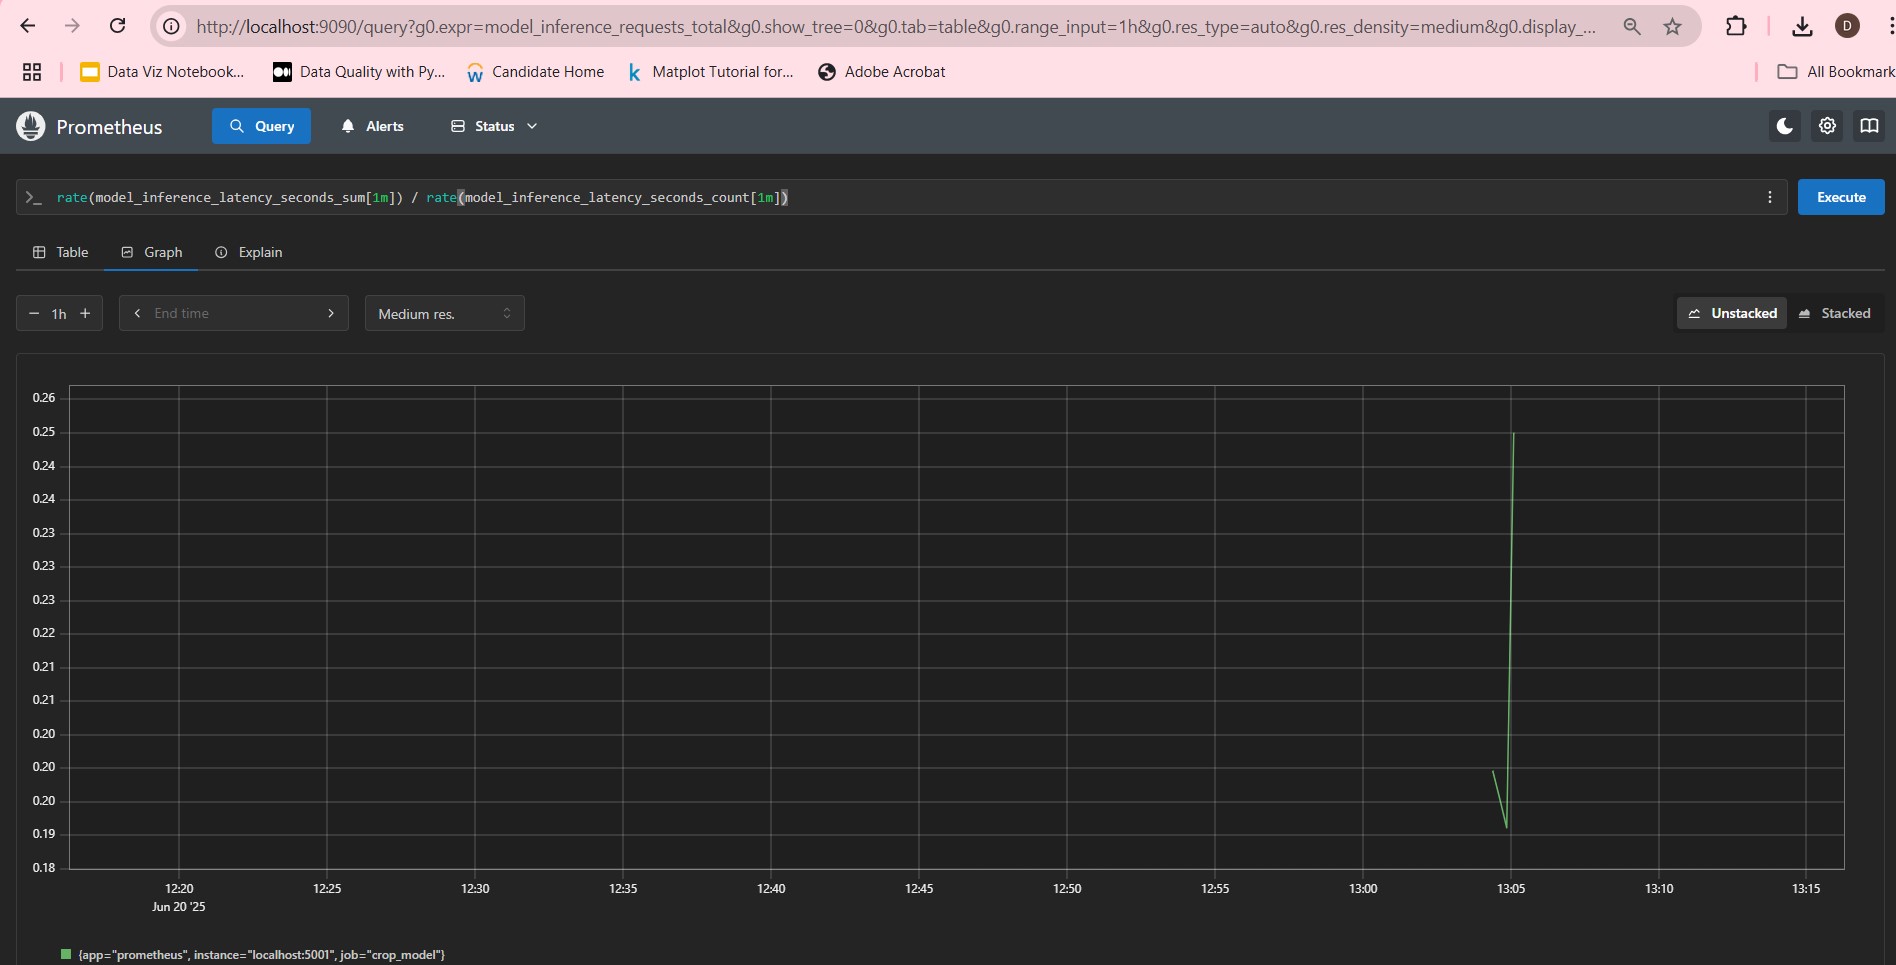 http://localhost:9090/query?g0.expr=model_inference_requests_total&g0.show_tree=0&g0.tab=table&g0.range_input=1h&g0.res_type=auto&g0.res_density=medium&g0.display_...
D
Data Viz Notebook...
Data Quality with Py...
Candidate Home
Matplot Tutorial for...
Adobe Acrobat
All Bookmark
Prometheus
Query
Alerts
Status
>_ rate(model_inference_latency_seconds_sum[1m]) / rate(model_inference_latency_seconds_count[1m])
Execute
Table
Graph
Explain
− 1h +
End time
Medium res.
Unstacked
Stacked
0.26
0.25
0.24
0.24
0.23
0.23
0.23
0.22
0.21
0.21
0.20
0.20
0.20
0.19
0.18
12:20 12:25 12:30 12:35 12:40 12:45 12:50 12:55 13:00 13:05 13:10 13:15
Jun 20 '25
{app="prometheus", instance="localhost:5001", job="crop_model"}